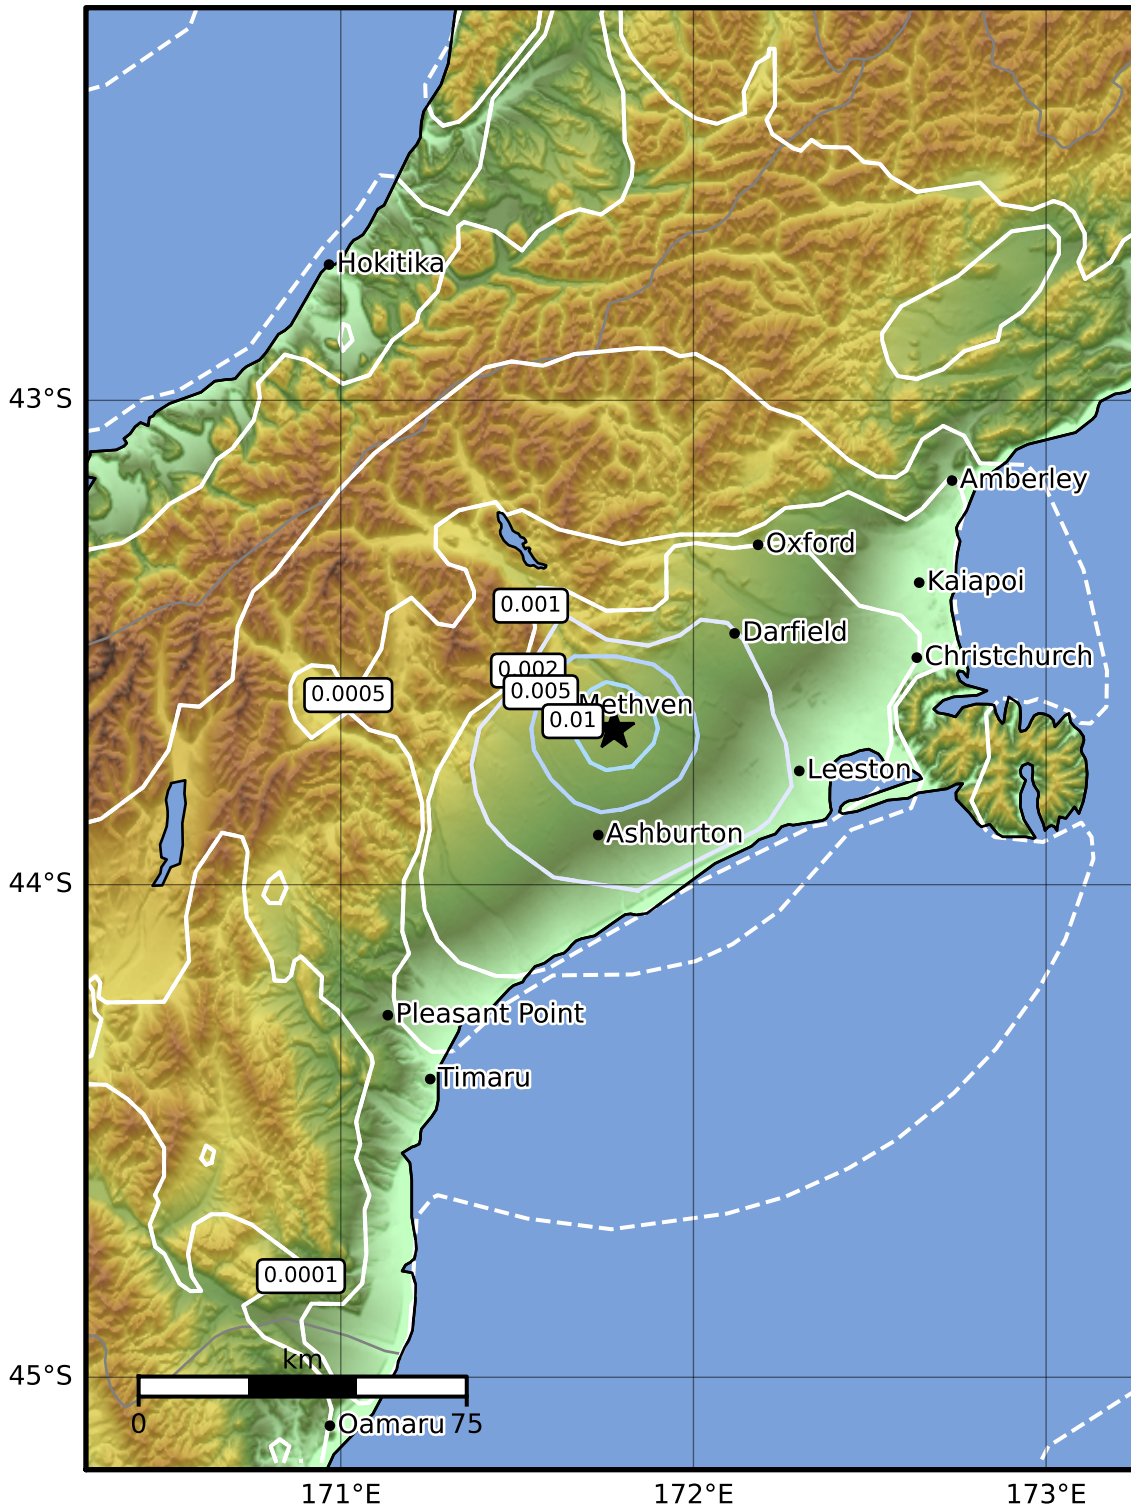 Hokitika
43°S
Amberley
Oxford
Kaiapoi
0.001
Darfield
Christchurch
0.002
0.0005
0.005
Methven
0.01
Leeston
Ashburton
44°S
Pleasant Point
Timaru
0.0001
km
45°S
0
75
Oamaru
171°E
172°E
173°E